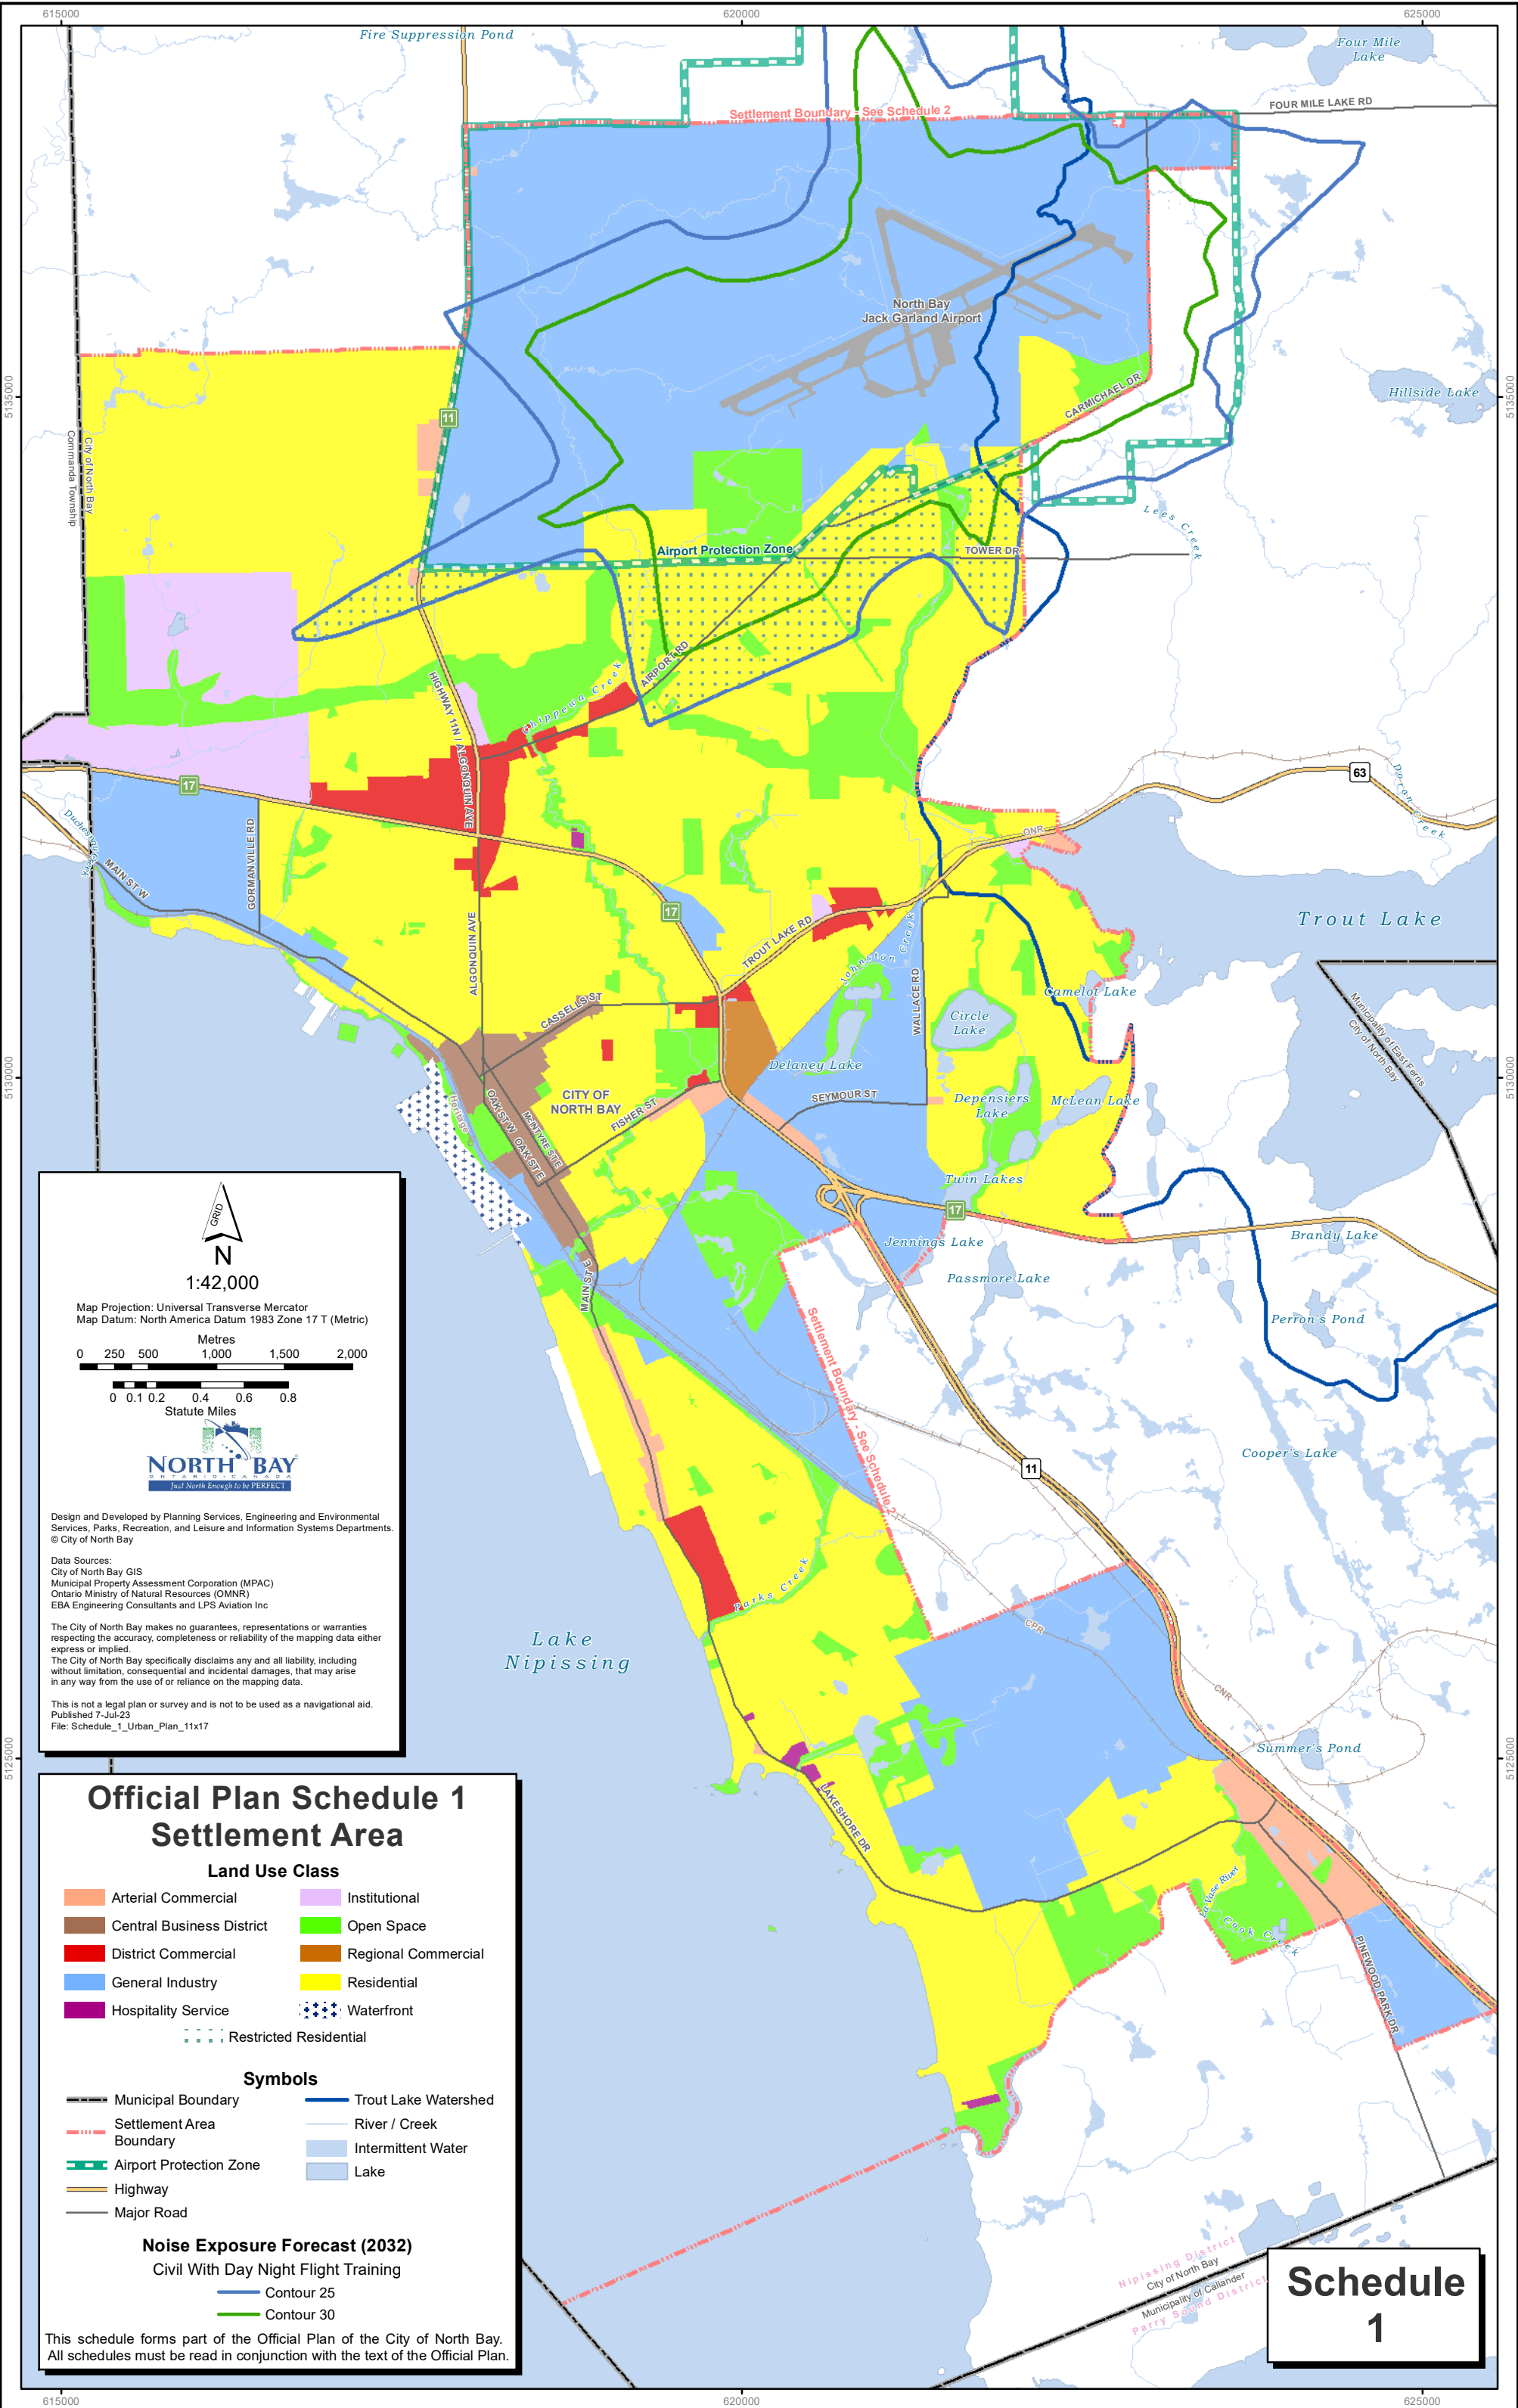 615000
620000
625000
Fire Suppression Pond
Four Mile
Lake
FOUR MILE LAKE RD
Settlement Boundary - See Schedule 2
North Bay
Jack Garland Airport
5135000
5135000
Hillside Lake
CARMICHAEL DR
11
City of North Bay
Commanda Township
Lees Creek
Airport Protection Zone
TOWER DR
AIRPORT RD
Chippewa Creek
HIGHWAY 11N / ALGONQUIN AVE
17
63
Doran Creek
ONR
GORMANVILLE RD
MAIN ST W
17
ALGONQUIN AVE
TROUT LAKE RD
Johnston Creek
WALLACE RD
Trout Lake
Camelot Lake
Circle
Lake
CASSELLS ST
Municipality of East Ferris
City of North Bay
5130000
5130000
Delaney Lake
CITY OF
NORTH BAY
SEYMOUR ST
Depensiers
Lake
McLean Lake
FISHER ST
OAK ST W
OAK ST E
McINTYRE ST E
Heritage
Twin Lakes
17
Jennings Lake
Brandy Lake
Passmore Lake
MAIN ST E
Perron's Pond
Settlement Boundary - See Schedule 2
Cooper's Lake
11
Parks Creek
Lake
Nipissing
CPR
CNR
Summer's Pond
5125000
5125000
LAKESHORE DR
La Vase River
Cook Creek
PINEWOOD PARK DR
Nipissing District
City of North Bay
Municipality of Callander
Parry Sound District
GRID
N
1:42,000
Map Projection: Universal Transverse Mercator
Map Datum: North America Datum 1983 Zone 17 T (Metric)
Metres
0 250 500 1,000 1,500 2,000
0 0.1 0.2 0.4 0.6 0.8
Statute Miles
NORTH BAY
ONTARIO · CANADA
Just North Enough to be PERFECT
Design and Developed by Planning Services, Engineering and Environmental
Services, Parks, Recreation, and Leisure and Information Systems Departments.
© City of North Bay
Data Sources:
City of North Bay GIS
Municipal Property Assessment Corporation (MPAC)
Ontario Ministry of Natural Resources (OMNR)
EBA Engineering Consultants and LPS Aviation Inc
The City of North Bay makes no guarantees, representations or warranties
respecting the accuracy, completeness or reliability of the mapping data either
express or implied.
The City of North Bay specifically disclaims any and all liability, including
without limitation, consequential and incidental damages, that may arise
in any way from the use of or reliance on the mapping data.
This is not a legal plan or survey and is not to be used as a navigational aid.
Published 7-Jul-23
File: Schedule_1_Urban_Plan_11x17
Official Plan Schedule 1
Settlement Area
Land Use Class
Arterial Commercial
Central Business District
District Commercial
General Industry
Hospitality Service
Institutional
Open Space
Regional Commercial
Residential
Waterfront
Restricted Residential
Symbols
Municipal Boundary
Settlement Area
Boundary
Airport Protection Zone
Highway
Major Road
Trout Lake Watershed
River / Creek
Intermittent Water
Lake
Noise Exposure Forecast (2032)
Civil With Day Night Flight Training
Contour 25
Contour 30
This schedule forms part of the Official Plan of the City of North Bay.
All schedules must be read in conjunction with the text of the Official Plan.
Schedule
1
615000
620000
625000